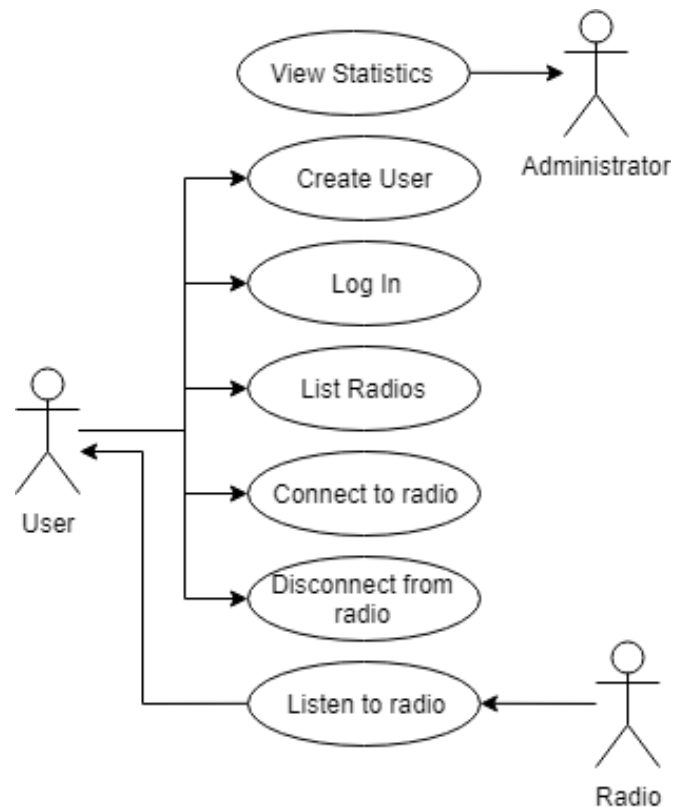 View Statistics
Administrator
Create User
Log In
List Radios
Connect to radio
User
Disconnect from
radio
Listen to radio
Radio